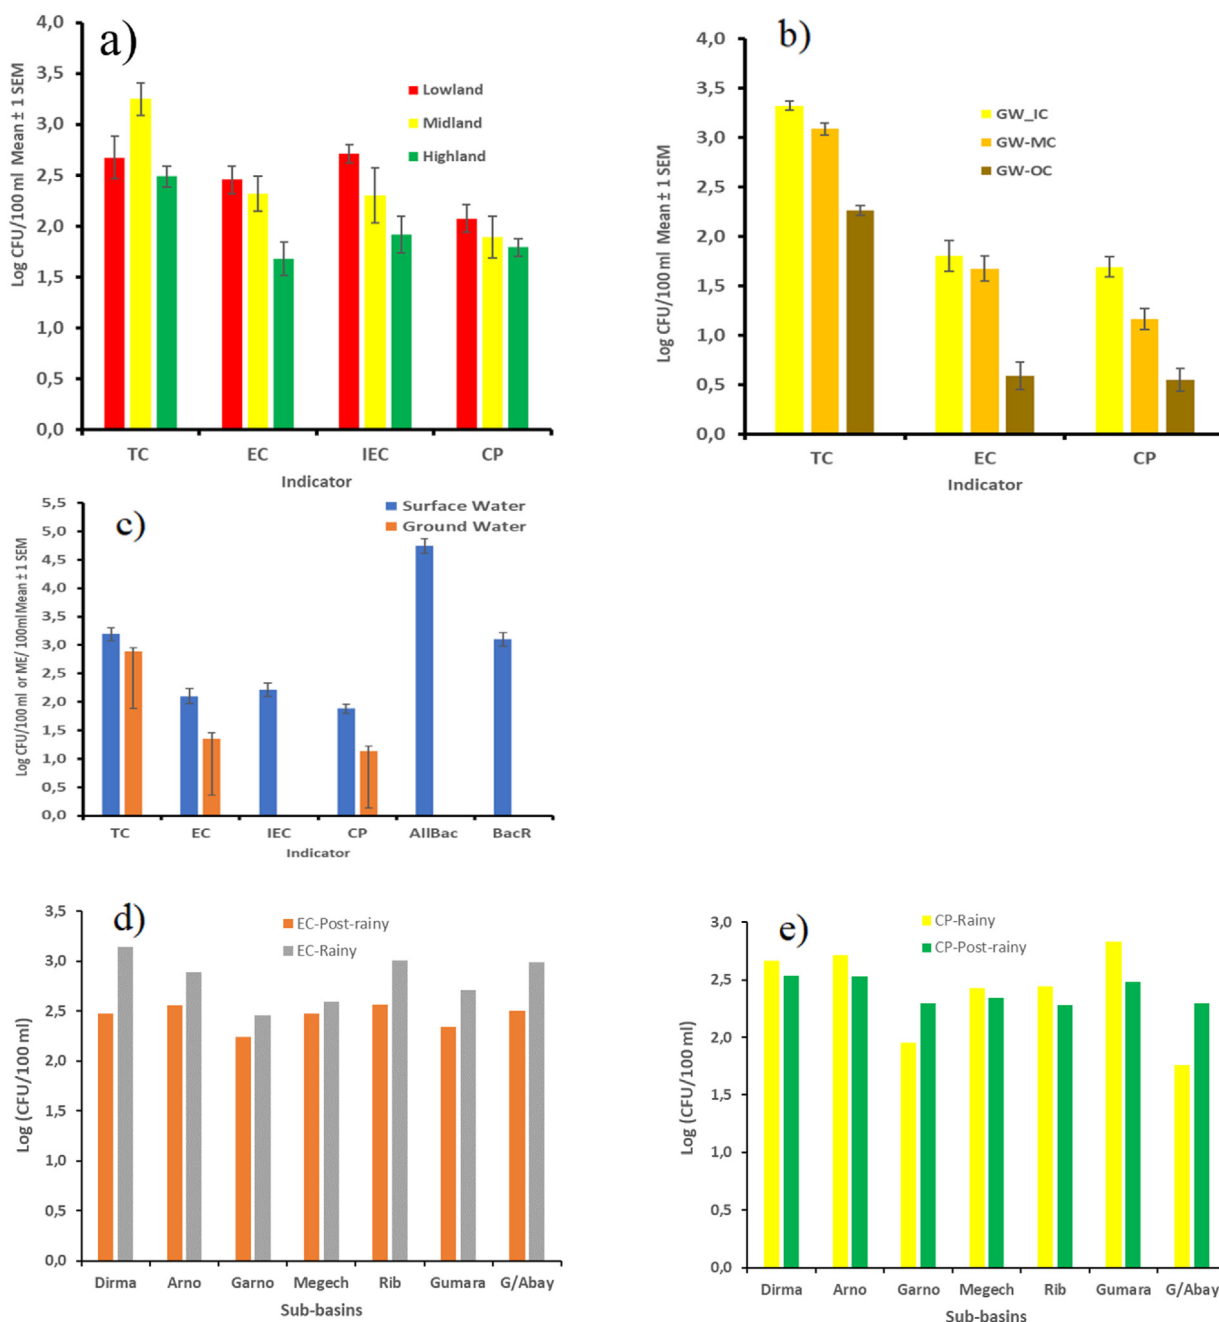 a)
Log CFU/100 ml Mean ± 1 SEM
4,0
3,5
3,0
2,5
2,0
1,5
1,0
0,5
0,0
Lowland
Midland
Highland
TC EC IEC CP
Indicator
b)
Log CFU/100 ml Mean ± 1 SEM
4,0
3,5
3,0
2,5
2,0
1,5
1,0
0,5
0,0
GW_IC
GW-MC
GW-OC
TC EC CP
Indicator
c)
Log CFU/100 ml or ME/ 100ml Mean ± 1 SEM
5,5
5,0
4,5
4,0
3,5
3,0
2,5
2,0
1,5
1,0
0,5
0,0
Surface Water
Ground Water
TC EC IEC CP AllBac BacR
Indicator
d)
Log (CFU/100 ml)
3,5
3,0
2,5
2,0
1,5
1,0
0,5
0,0
EC-Post-rainy
EC-Rainy
Dirma Arno Garno Megech Rib Gumara G/Abay
Sub-basins
e)
Log (CFU/100 ml)
3,0
2,5
2,0
1,5
1,0
0,5
0,0
CP-Rainy
CP-Post-rainy
Dirma Arno Garno Megech Rib Gumara G/Abay
Sub-basins